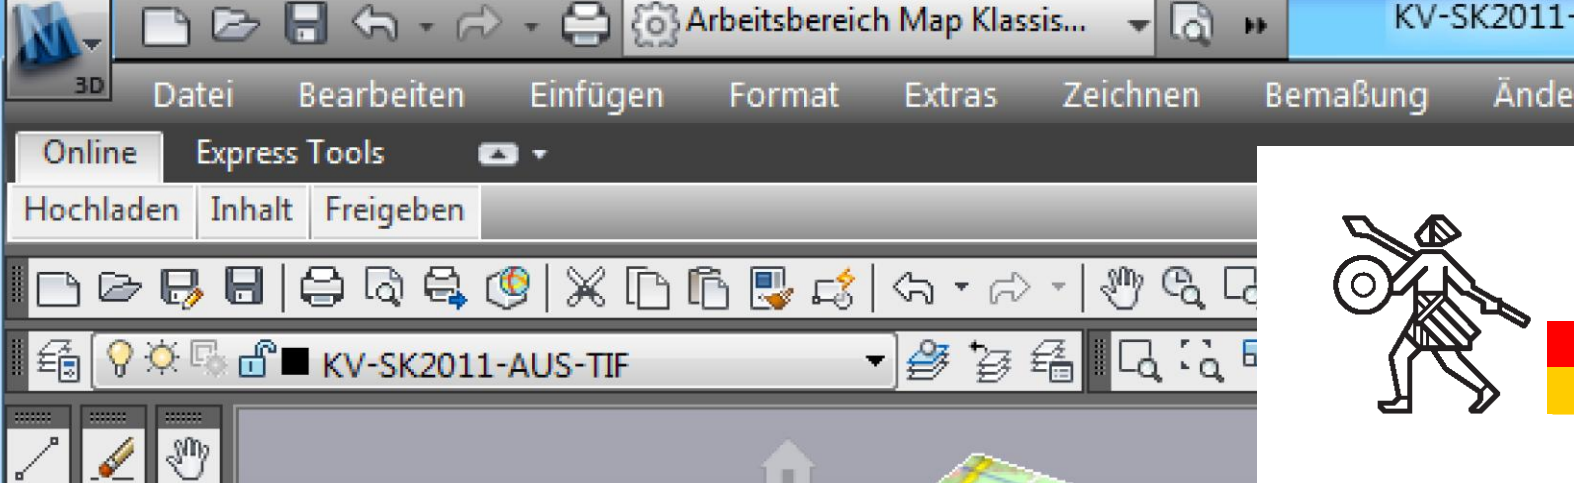 Arbeitsbereich Map Klassis...
KV-SK2011-
3D
Datei Bearbeiten Einfügen Format Extras Zeichnen Bemaßung Ände
Online Express Tools
Hochladen Inhalt Freigeben
KV-SK2011-AUS-TIF